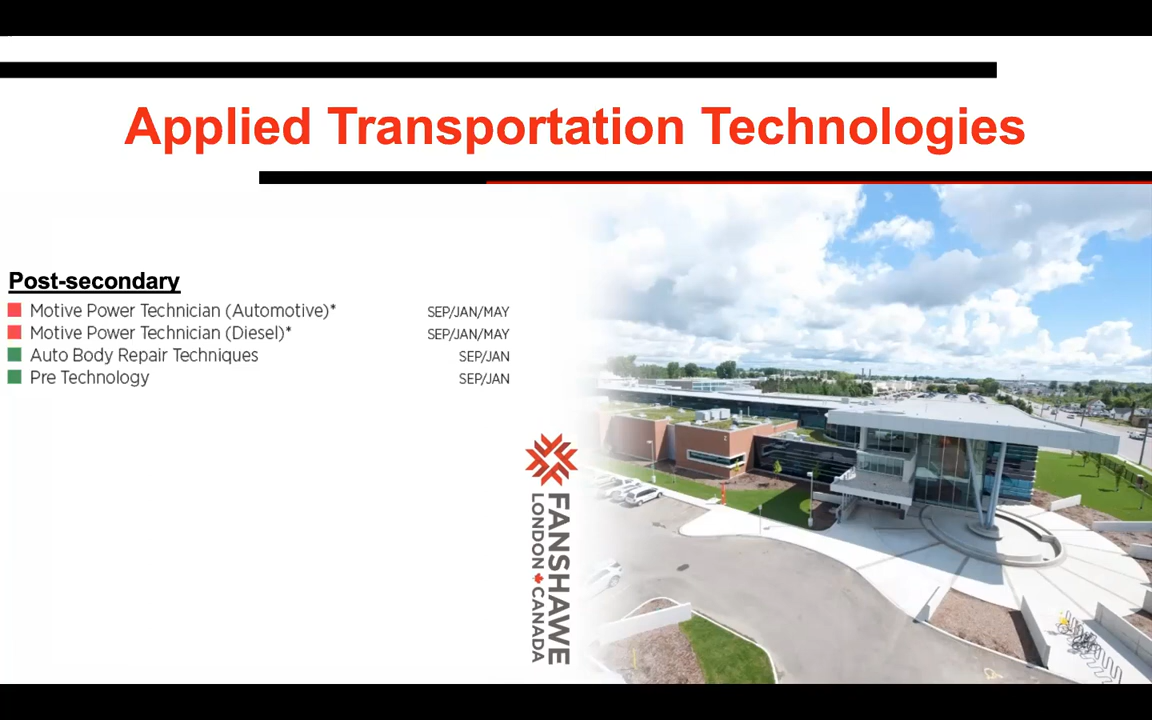 Applied Transportation Technologies
Post-secondary
Motive Power Technician (Automotive)* SEP/JAN/MAY
Motive Power Technician (Diesel)* SEP/JAN/MAY
Auto Body Repair Techniques SEP/JAN
Pre Technology SEP/JAN
FANSHAWE
LONDON CANADA